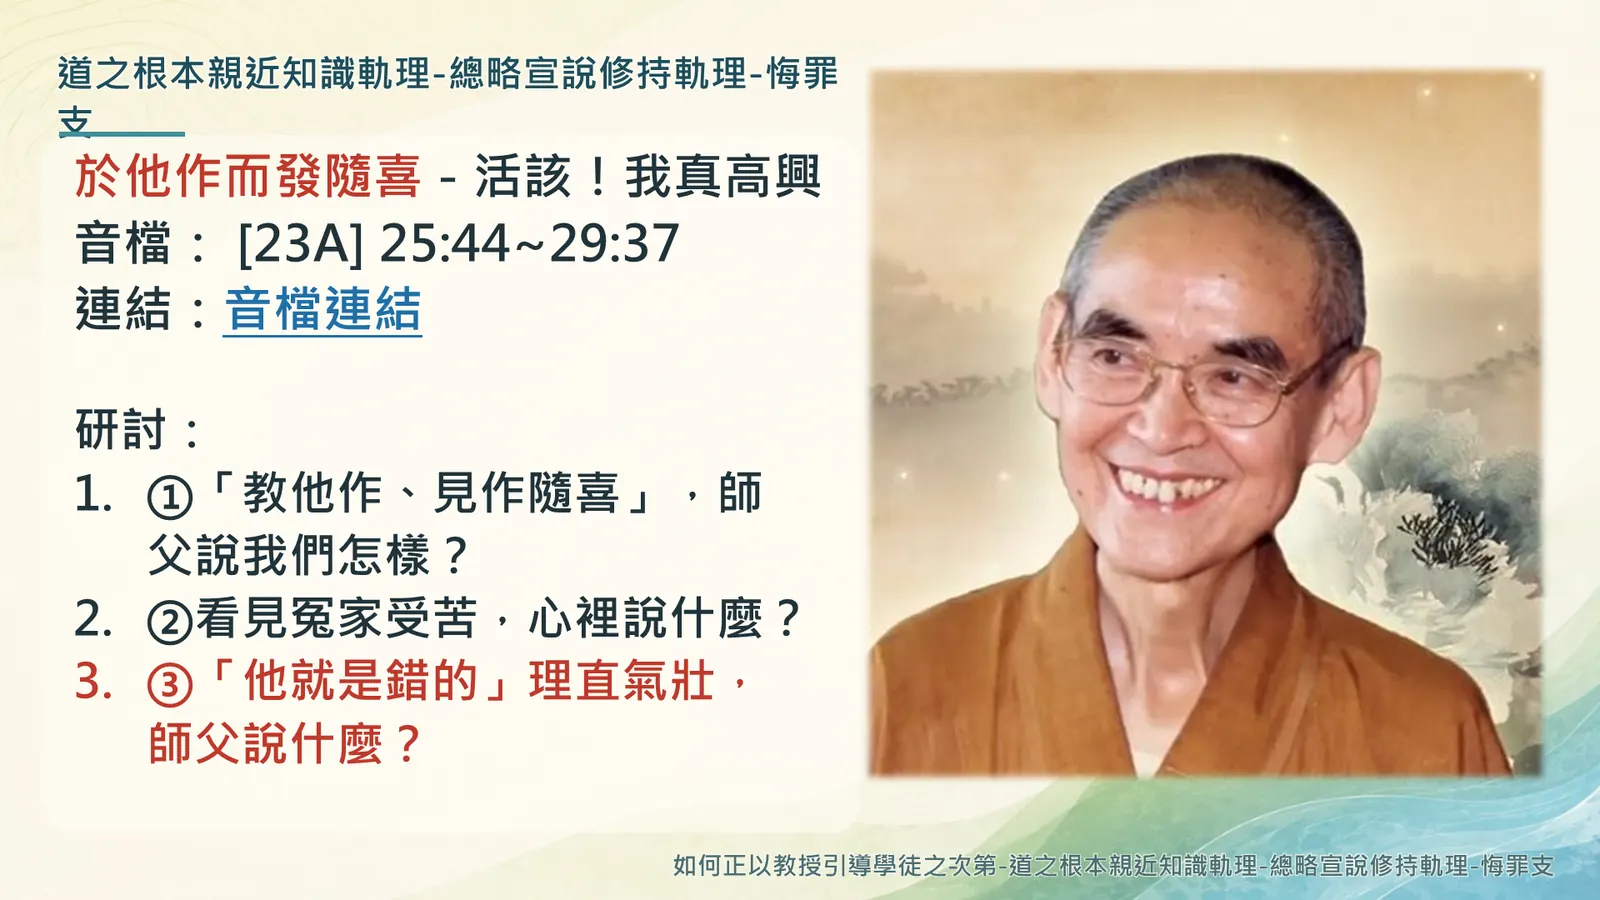 道之根本親近知識軌理-總略宣說修持軌理-悔罪
支
於他作而發隨喜 - 活該！我真高興
音檔： [23A] 25:44~29:37
連結：音檔連結
研討：
1. ①「教他作、見作隨喜」，師
父說我們怎樣？
2. ②看見冤家受苦，心裡說什麼？
3. ③「他就是錯的」理直氣壯，
師父說什麼？
如何正以教授引導學徒之次第-道之根本親近知識軌理-總略宣說修持軌理-悔罪支